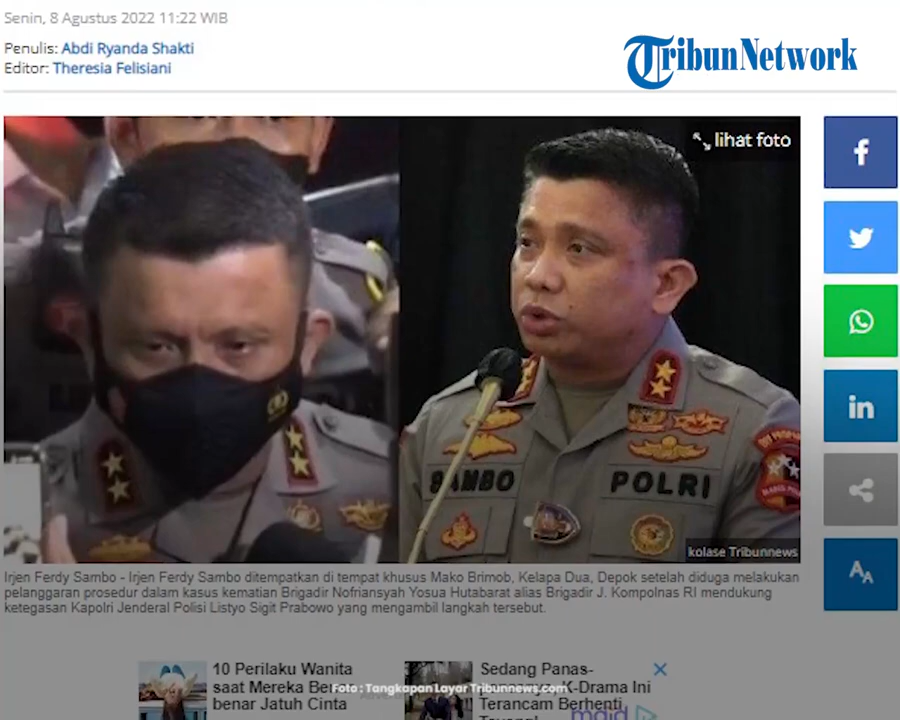 Senin, 8 Agustus 2022 11:22 WIB
Penulis: Abdi Ryanda Shakti
Editor: Theresia Felisiani
TribunNetwork
lihat foto
SAMBO
POLRI
kolase Tribunnews
Irjen Ferdy Sambo - Irjen Ferdy Sambo ditempatkan di tempat khusus Mako Brimob, Kelapa Dua, Depok setelah diduga melakukan
pelanggaran prosedur dalam kasus kematian Brigadir Nofriansyah Yosua Hutabarat alias Brigadir J. Kompolnas RI mendukung
ketegasan Kapolri Jenderal Polisi Listyo Sigit Prabowo yang mengambil langkah tersebut.
10 Perilaku Wanita
saat Mereka
benar Jatuh Cinta
Sedang Panas-
K-Drama Ini
Terancam Berhenti
Foto : Tangkapan Layar Tribunnews.com
mgid